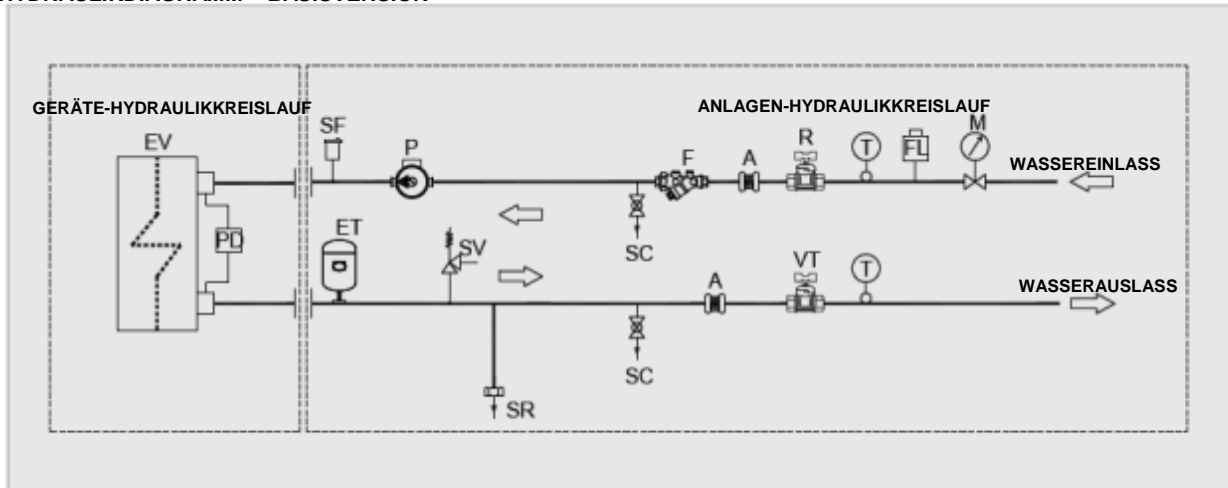 GERÄTE-HYDRAULIKKREISLAUF
ANLAGEN-HYDRAULIKKREISLAUF
EV
SF
P
F
A
R
T
FL
M
WASSEREINLASS
PD
ET
SV
SC
A
VT
T
WASSERAUSLASS
SC
SR